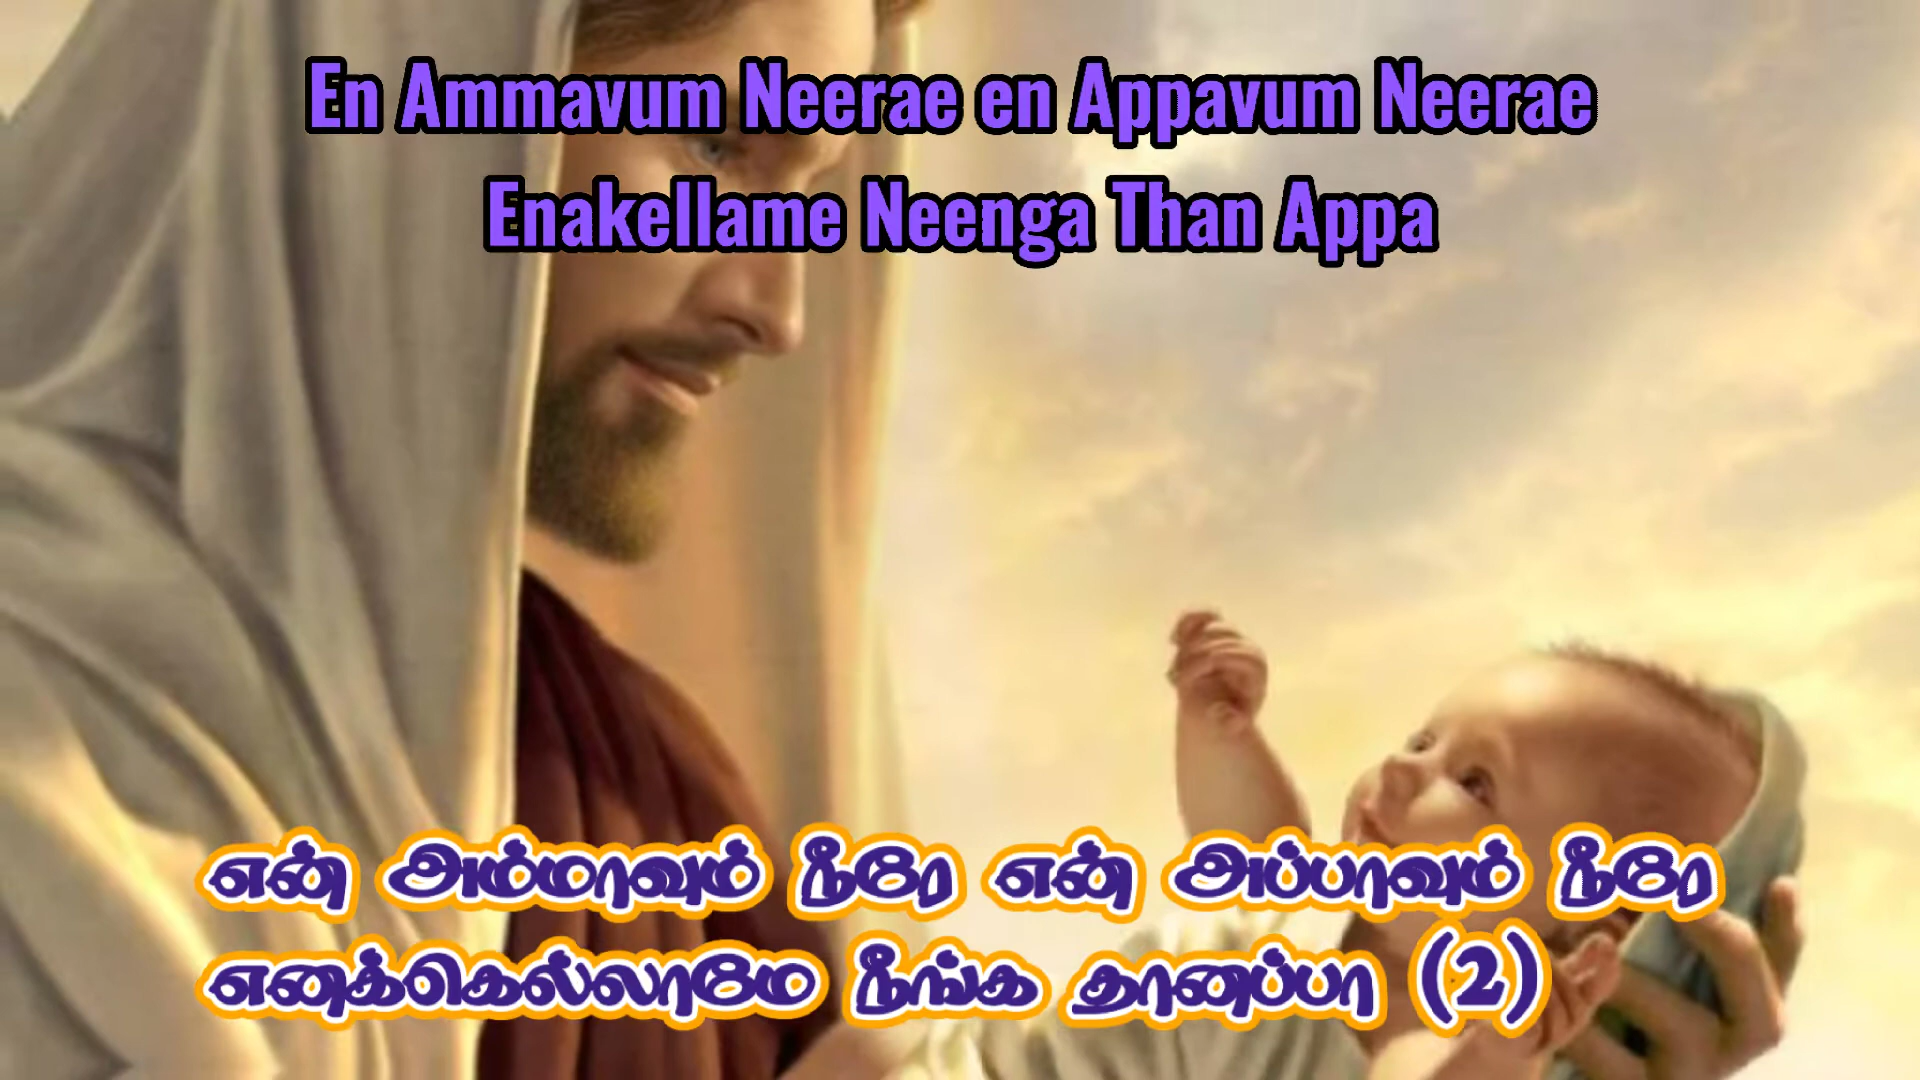 En Ammavum Neerae en Appavum Neerae
Enakellame Neenga Than Appa
என் அம்மாவும் நீரே என் அப்பாவும் நீரே
எனக்கெல்லாமே நீங்க தானப்பா (2)